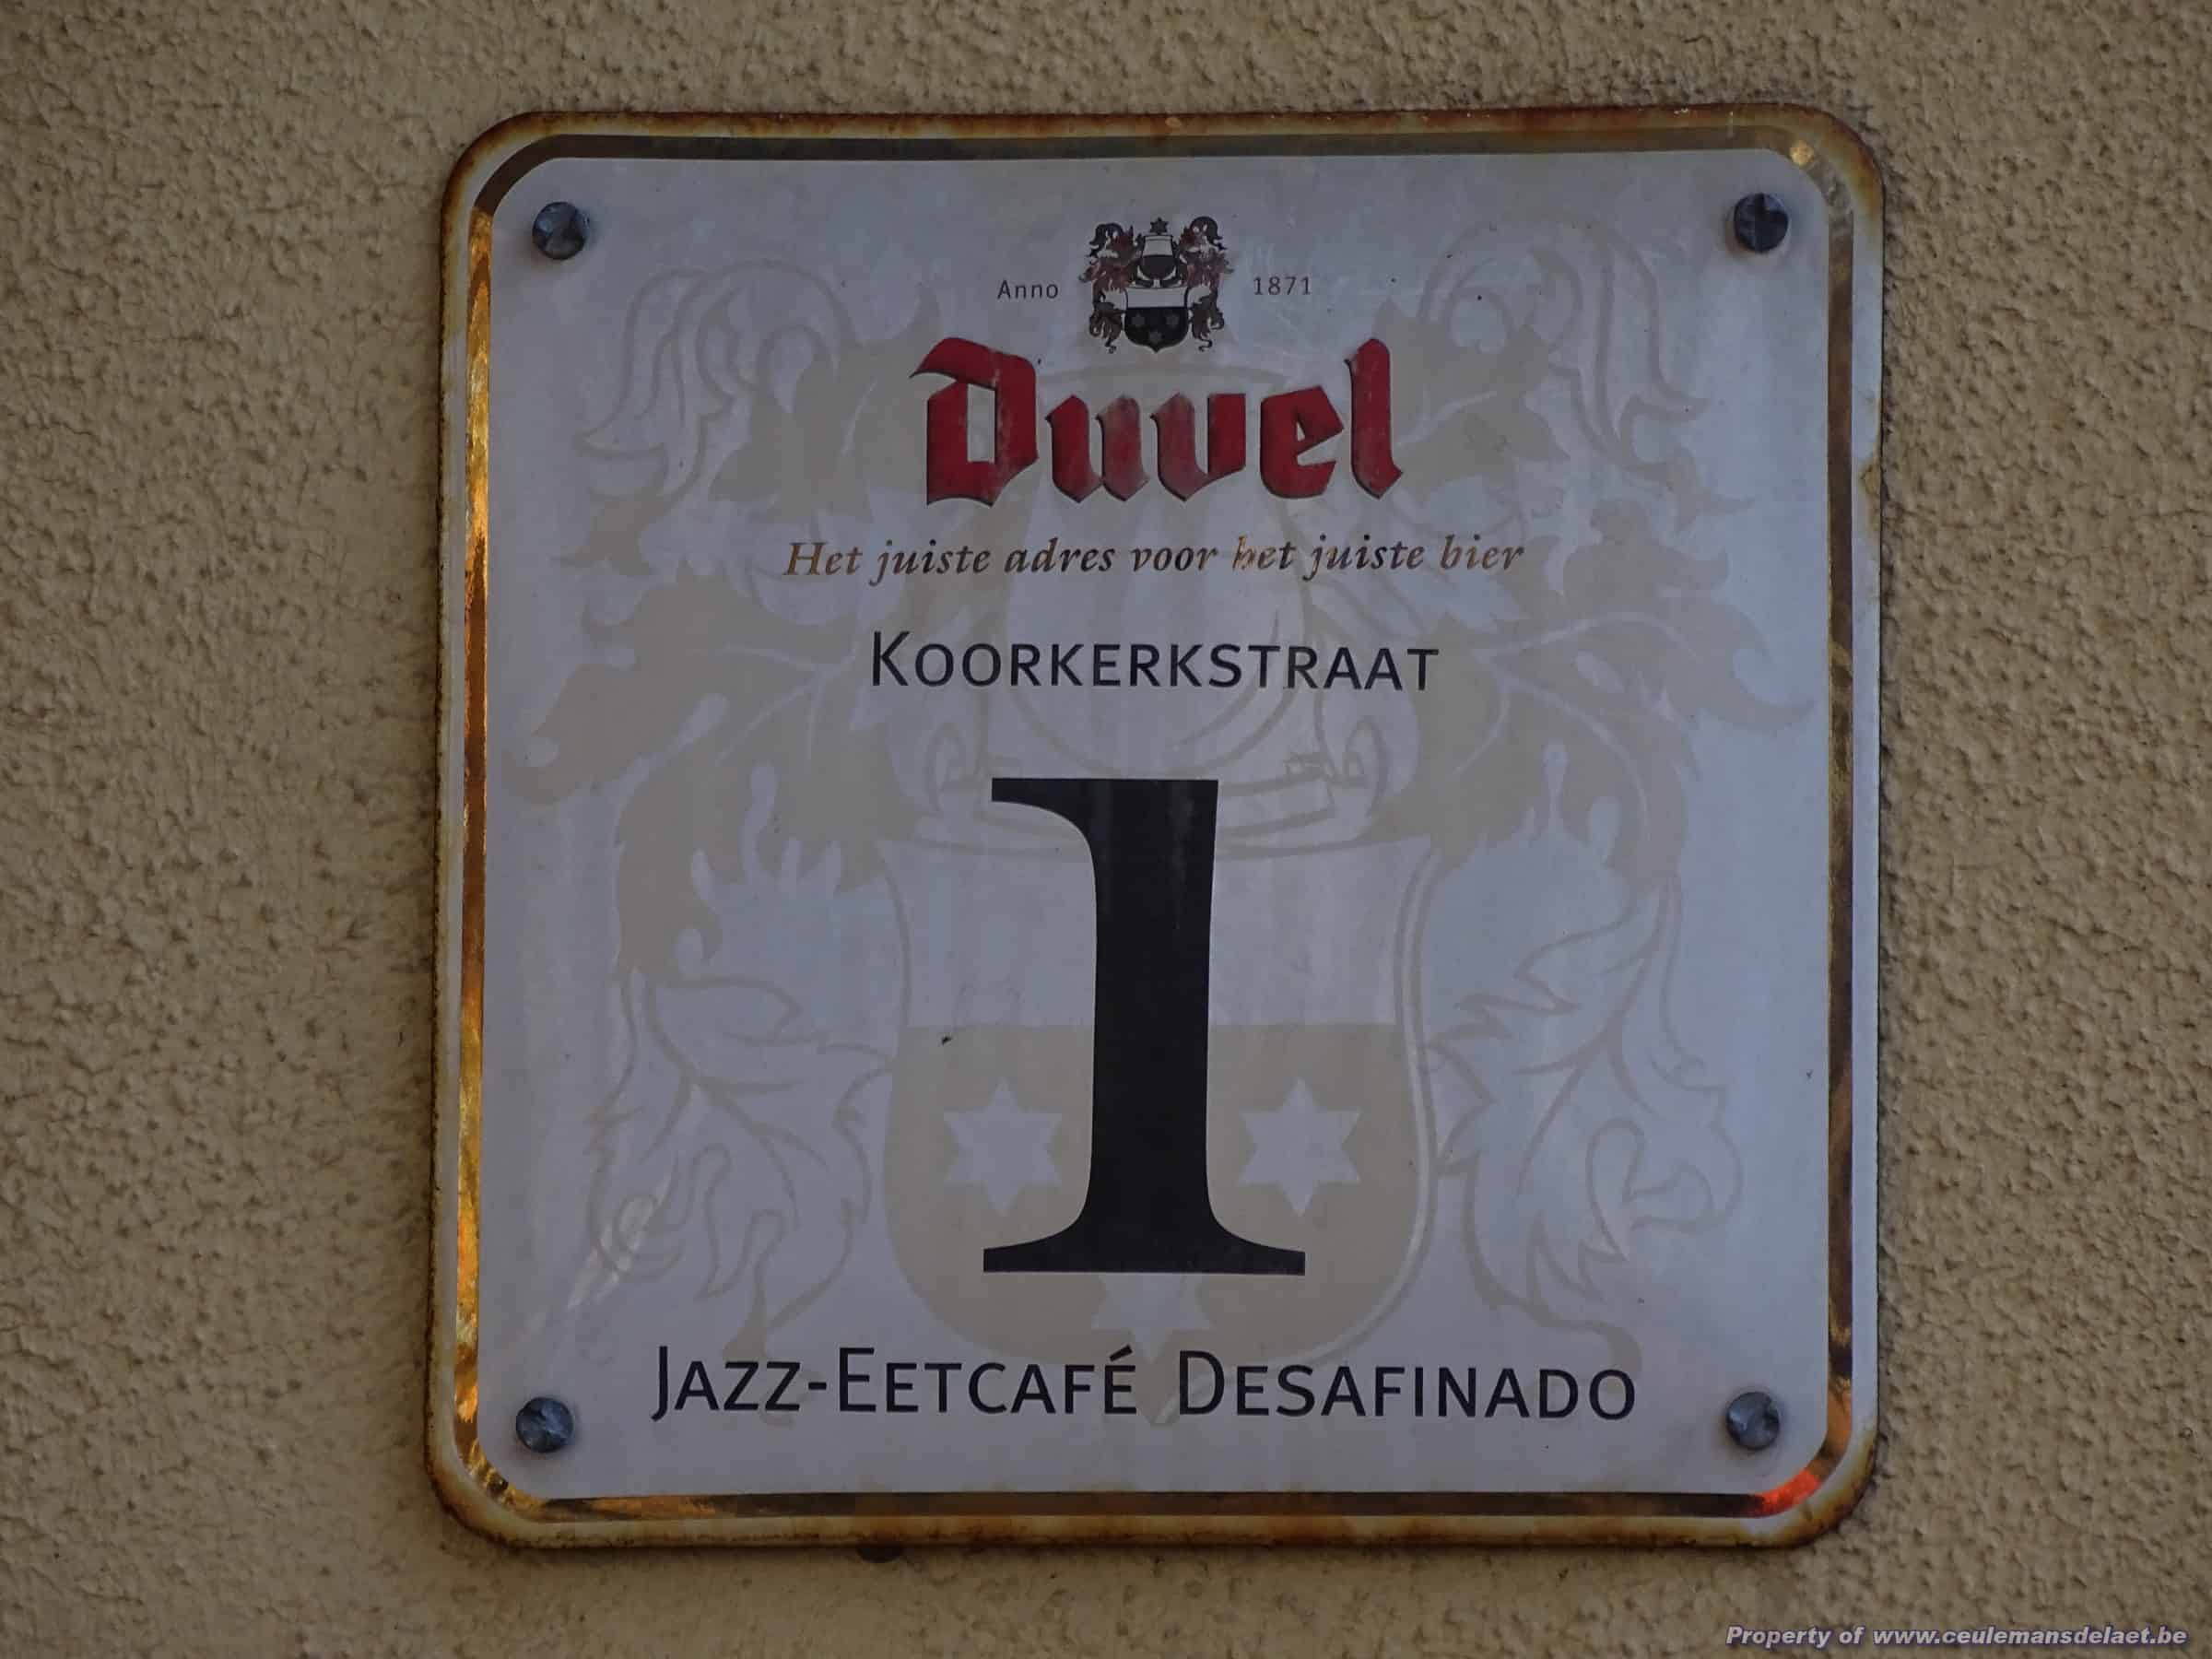 Anno 1871
Duvel
Het juiste adres voor het juiste bier
KOORKERKSTRAAT
1
JAZZ-EETCAFÉ DESAFINADO
Property of www.ceulemansdelaet.be